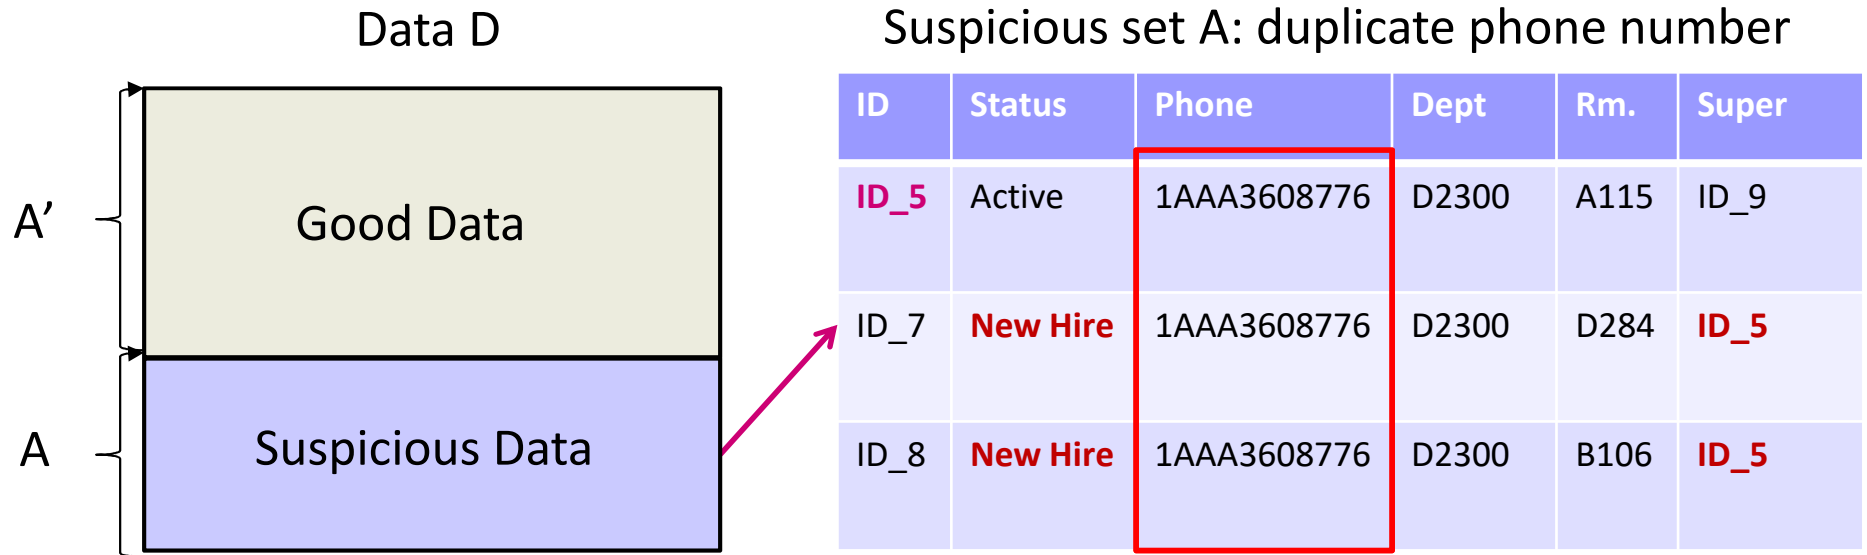 Data D
A’
Good Data
A
Suspicious Data
Suspicious set A: duplicate phone number
ID Status Phone Dept Rm. Super
ID_5 Active 1AAA3608776 D2300 A115 ID_9
ID_7 New Hire 1AAA3608776 D2300 D284 ID_5
ID_8 New Hire 1AAA3608776 D2300 B106 ID_5